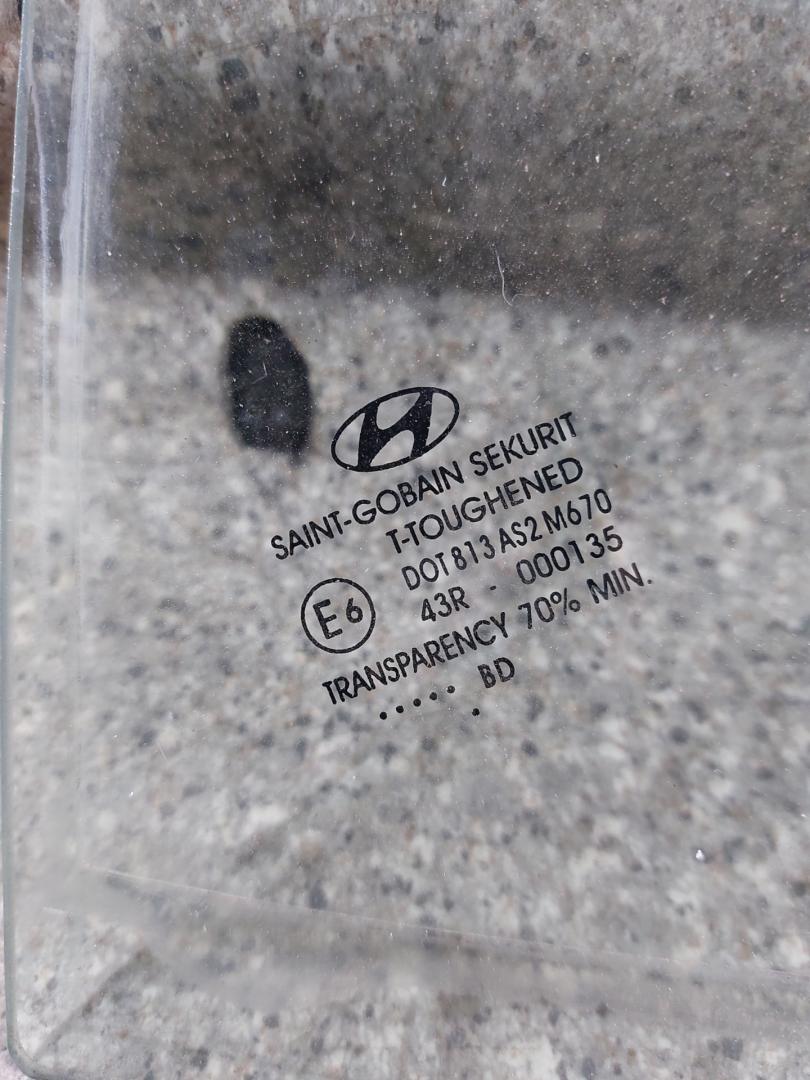 SAINT-GOBAIN SEKURIT
T-TOUGHENED
DOT 813 AS2 M670
E6 43R - 000135
TRANSPARENCY 70% MIN.
..... BD
.